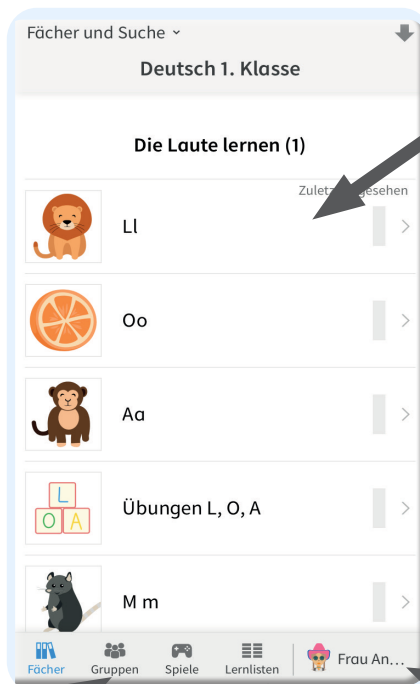 Fächer und Suche
Deutsch 1. Klasse
Die Laute lernen (1)
Ll
Oo
Aa
L
O A
Übungen L, O, A
M m
Fächer Gruppen Spiele Lernlisten Frau An...